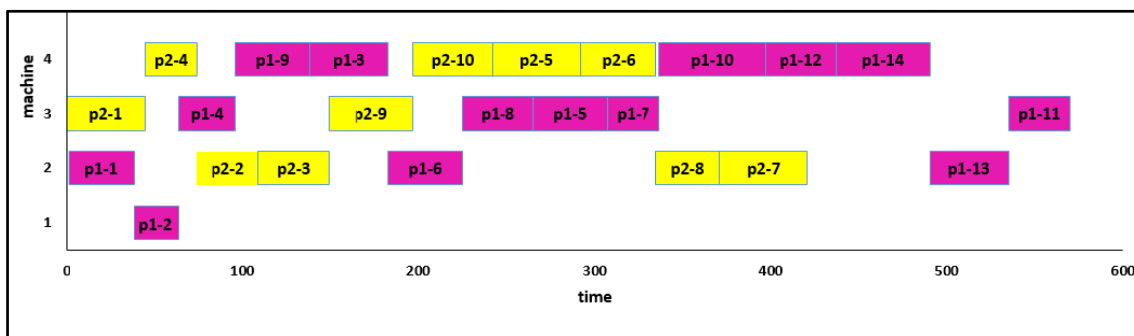 machine
4
p2-4
p1-9
p1-3
p2-10
p2-5
p2-6
p1-10
p1-12
p1-14
3
p2-1
p1-4
p2-9
p1-8
p1-5
p1-7
p1-11
2
p1-1
p2-2
p2-3
p1-6
p2-8
p2-7
p1-13
1
p1-2
0
100
200
300
400
500
600
time